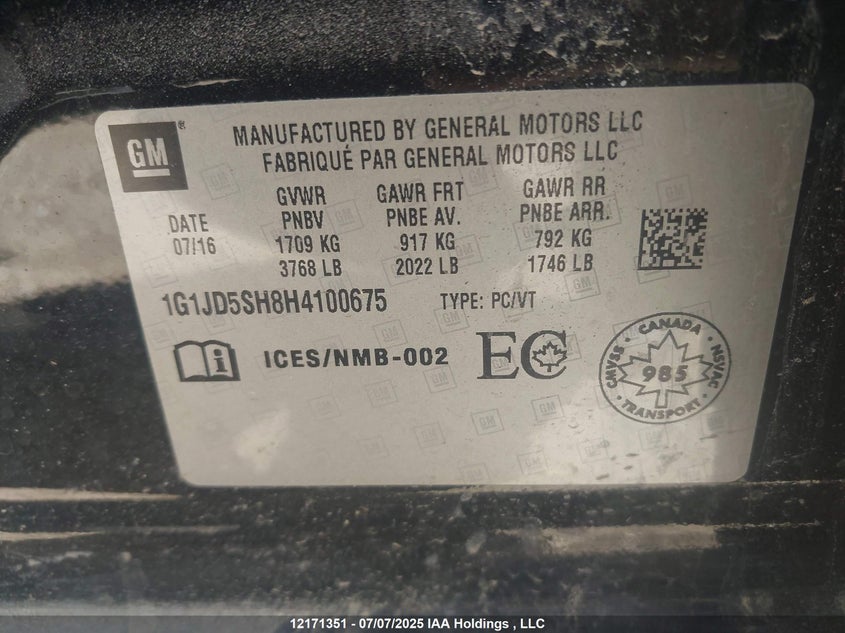 GM ®
MANUFACTURED BY GENERAL MOTORS LLC
FABRIQUÉ PAR GENERAL MOTORS LLC
GVWR GAWR FRT GAWR RR
DATE PNBV PNBE AV. PNBE ARR.
07/16 1709 KG 917 KG 792 KG
3768 LB 2022 LB 1746 LB
1G1JD5SH8H4100675 TYPE: PC/VT
i ICES/NMB-002 EC
CANADA
CMVSS 985 NSVAC
TRANSPORT
12171351 - 07/07/2025 IAA Holdings , LLC